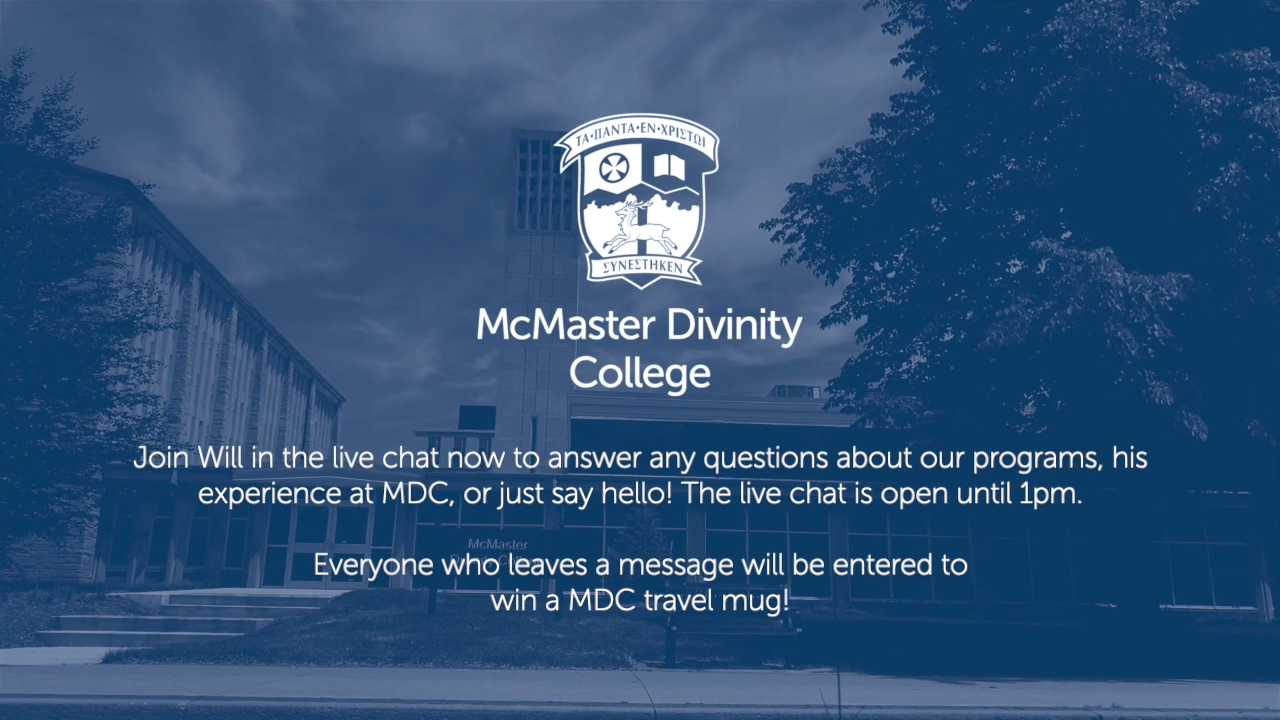 ΤΑ•ΠΑΝΤΑ•ΕΝ•ΧΡΙΣΤΩΙ
ΣΥΝΕΣΤΗΚΕΝ
McMaster Divinity
College
Join Will in the live chat now to answer any questions about our programs, his
experience at MDC, or just say hello! The live chat is open until 1pm.
McMaster
Everyone who leaves a message will be entered to
win a MDC travel mug!